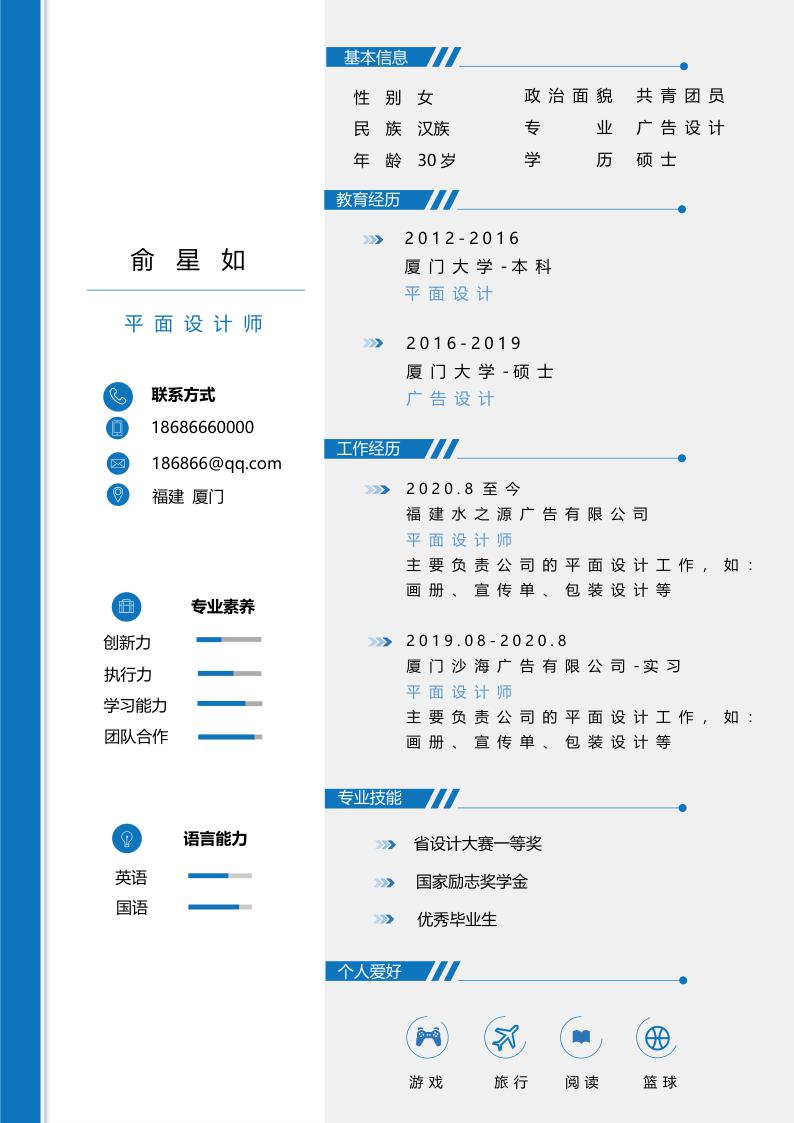 俞星如
平面设计师
联系方式
18686660000
186866@qq.com
福建 厦门
专业素养
创新力
执行力
学习能力
团队合作
语言能力
英语
国语
基本信息
性 别 女
民 族 汉族
年 龄 30岁
政治面貌 共青团员
专 业 广告设计
学 历 硕士
教育经历
2012-2016
厦门大学-本科
平面设计
2016-2019
厦门大学-硕士
广告设计
工作经历
2020.8 至今
福建水之源广告有限公司
平面设计师
主要负责公司的平面设计工作，如：
画册、宣传单、包装设计等
2019.08-2020.8
厦门沙海广告有限公司-实习
平面设计师
主要负责公司的平面设计工作，如：
画册、宣传单、包装设计等
专业技能
省设计大赛一等奖
国家励志奖学金
优秀毕业生
个人爱好
游戏 旅行 阅读 篮球